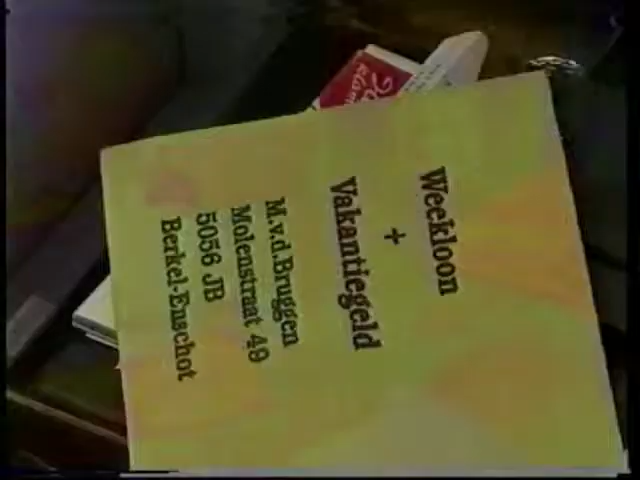 Weekloon
+
Vakantiegeld
M.v.d.Bruggen
Molenstraat 49
5056 JB
Berkel-Enschot